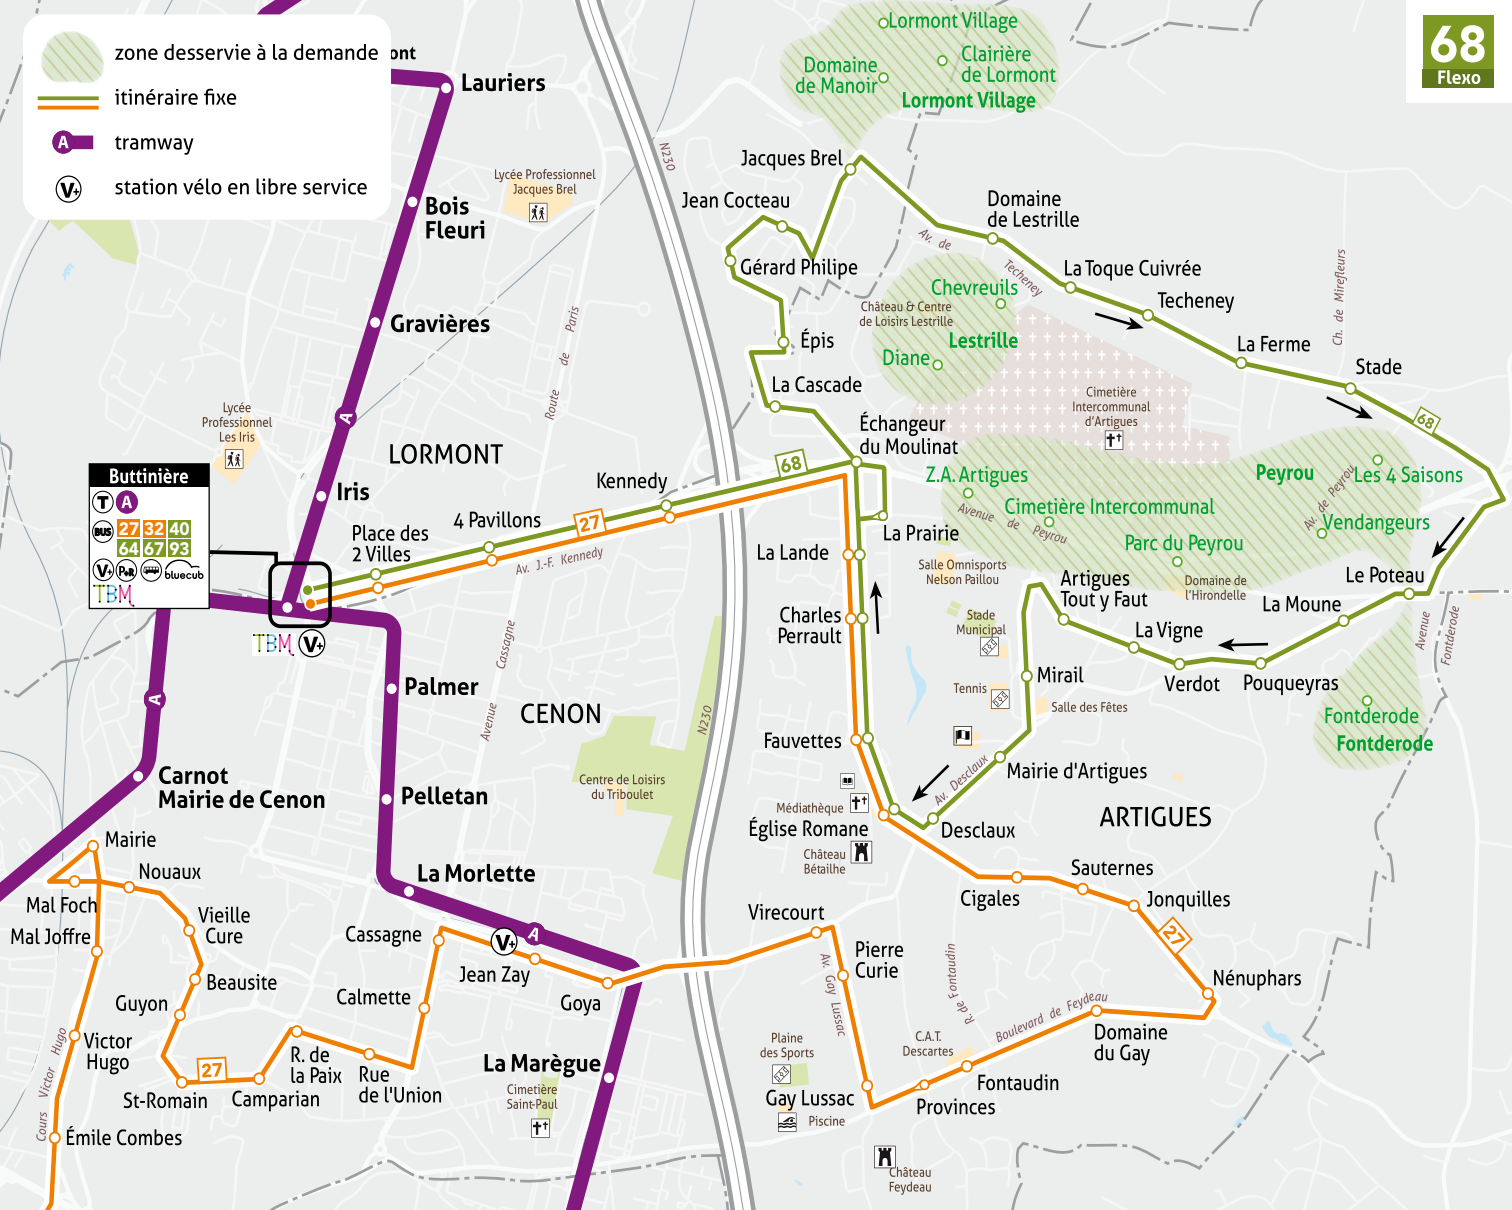 zone desservie à la demande
itinéraire fixe
A
tramway
V+
station vélo en libre service
ont
68
Flexo
Lauriers
Bois
Fleuri
Gravières
A
Iris
Lycée Professionnel
Jacques Brel
Lycée
Professionnel
Les Iris
N230
Route de Paris
LORMONT
Buttinière
T A
BUS 27 32 40
64 67 93
V+ P+R bluecub
TBM
TBM V+
Place des
2 Villes
4 Pavillons
Kennedy
27
68
Av. J.-F. Kennedy
Lormont Village
Clairière
de Lormont
Domaine
de Manoir
Lormont Village
Jacques Brel
Jean Cocteau
Gérard Philipe
Épis
La Cascade
Échangeur
du Moulinat
Domaine
de Lestrille
Av. de Techeney
La Toque Cuivrée
Techeney
La Ferme
Stade
68
Ch. de Mirefleurs
Chevreuils
Château & Centre
de Loisirs Lestrille
Lestrille
Diane
Cimetière
Intercommunal
d'Artigues
Z.A. Artigues
Cimetière Intercommunal
Avenue de Peyrou
Parc du Peyrou
Peyrou
Les 4 Saisons
Av. de Peyrou
Vendangeurs
Domaine de
l'Hirondelle
Le Poteau
La Moune
Pouqueyras
Verdot
La Vigne
Artigues
Tout y Faut
Avenue Fontderode
Fontderode
Fontderode
La Prairie
La Lande
Charles
Perrault
Fauvettes
Salle Omnisports
Nelson Paillou
Stade
Municipal
Tennis
Mirail
Salle des Fêtes
Mairie d'Artigues
Av. Desclaux
Desclaux
Médiathèque
Église Romane
Château
Bétailhe
ARTIGUES
Palmer
CENON
Avenue Cassagne
N230
Pelletan
Centre de Loisirs
du Triboulet
A
Carnot
Mairie de Cenon
Mairie
Nouaux
Mal Foch
Mal Joffre
Vieille
Cure
Beausite
Guyon
Victor
Hugo
Cours Victor Hugo
Émile Combes
St-Romain
27
Camparian
R. de
la Paix
Rue
de l'Union
Calmette
Cassagne
La Morlette
V+
A
Jean Zay
Goya
La Marègue
Cimetière
Saint-Paul
Virecourt
Pierre
Curie
Av. Gay Lussac
Plaine
des Sports
Gay Lussac
Piscine
Château
Feydeau
C.A.T.
Descartes
Provinces
Fontaudin
R. de Fontaudin
Boulevard de Feydeau
Domaine
du Gay
Nénuphars
27
Jonquilles
Sauternes
Cigales